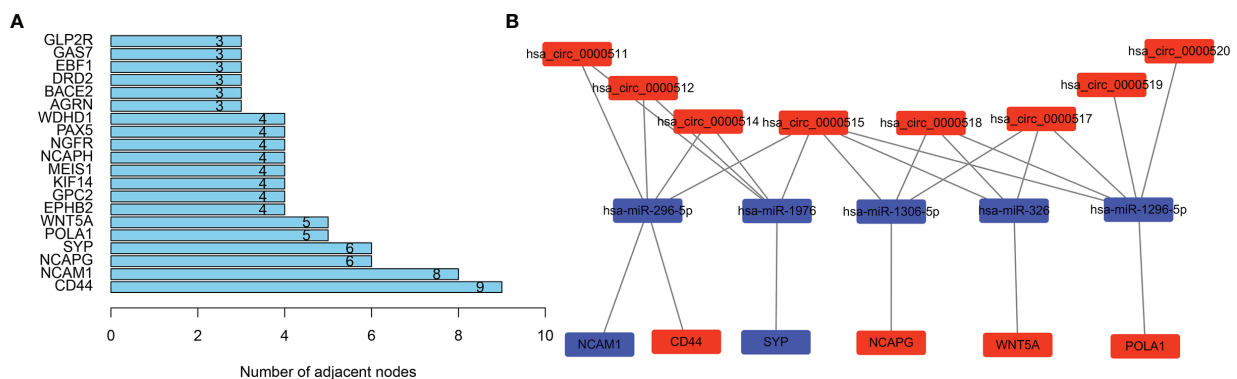 A
GLP2R 3
GAS7 3
EBF1 3
DRD2 3
BACE2 3
AGRN 3
WDHD1 4
PAX5 4
NGFR 4
NCAPH 4
MEIS1 4
KIF14 4
GPC2 4
EPHB2 4
WNT5A 5
POLA1 5
SYP 6
NCAPG 6
NCAM1 8
CD44 9
0 2 4 6 8 10
Number of adjacent nodes
B
hsa_circ_0000511
hsa_circ_0000520
hsa_circ_0000512
hsa_circ_0000519
hsa_circ_0000514
hsa_circ_0000515
hsa_circ_0000518
hsa_circ_0000517
hsa-miR-296-5p
hsa-miR-1976
hsa-miR-1306-5p
hsa-miR-326
hsa-miR-1296-5p
NCAM1
CD44
SYP
NCAPG
WNT5A
POLA1